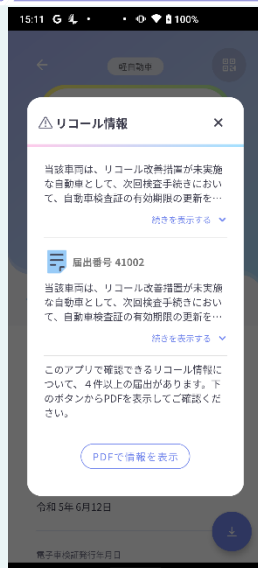 15:11 G 100%
軽自動車
リコール情報 ×
当該車両は、リコール改善措置が未実施
な自動車として、次回検査手続きにおい
て、自動車検査証の有効期限の更新を…
続きを表示する
届出番号 41002
当該車両は、リコール改善措置が未実施
な自動車として、次回検査手続きにおい
て、自動車検査証の有効期限の更新を…
続きを表示する
このアプリで確認できるリコール情報に
ついて、４件以上の届出があります。下
のボタンからPDFを表示してご確認くだ
さい。
PDFで情報を表示
令和 5年 6月12日
電子車検証発行年月日